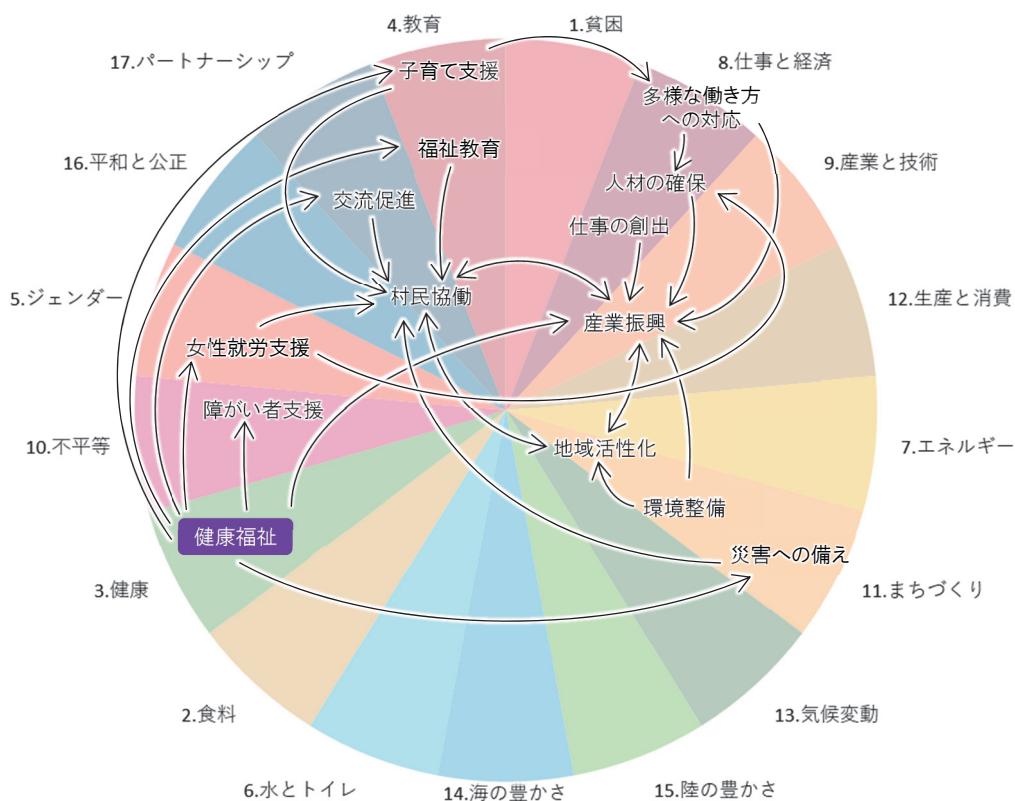 4.教育
1.貧困
17.パートナーシップ
8.仕事と経済
子育て支援
多様な働き方
への対応
16.平和と公正
福祉教育
9.産業と技術
人材の確保
交流促進
仕事の創出
5.ジェンダー
村民協働
12.生産と消費
産業振興
女性就労支援
障がい者支援
10.不平等
地域活性化
7.エネルギー
環境整備
健康福祉
災害への備え
3.健康
11.まちづくり
2.食料
13.気候変動
6.水とトイレ
14.海の豊かさ
15.陸の豊かさ